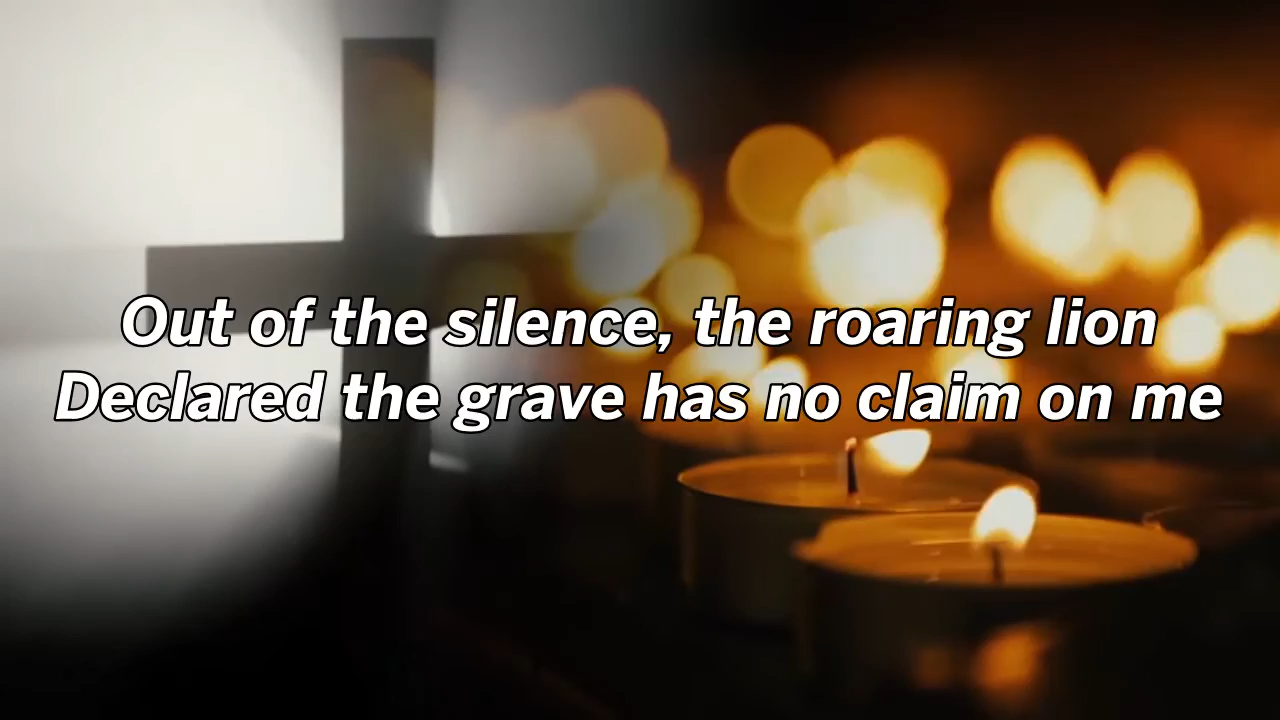 Out of the silence, the roaring lion
Declared the grave has no claim on me